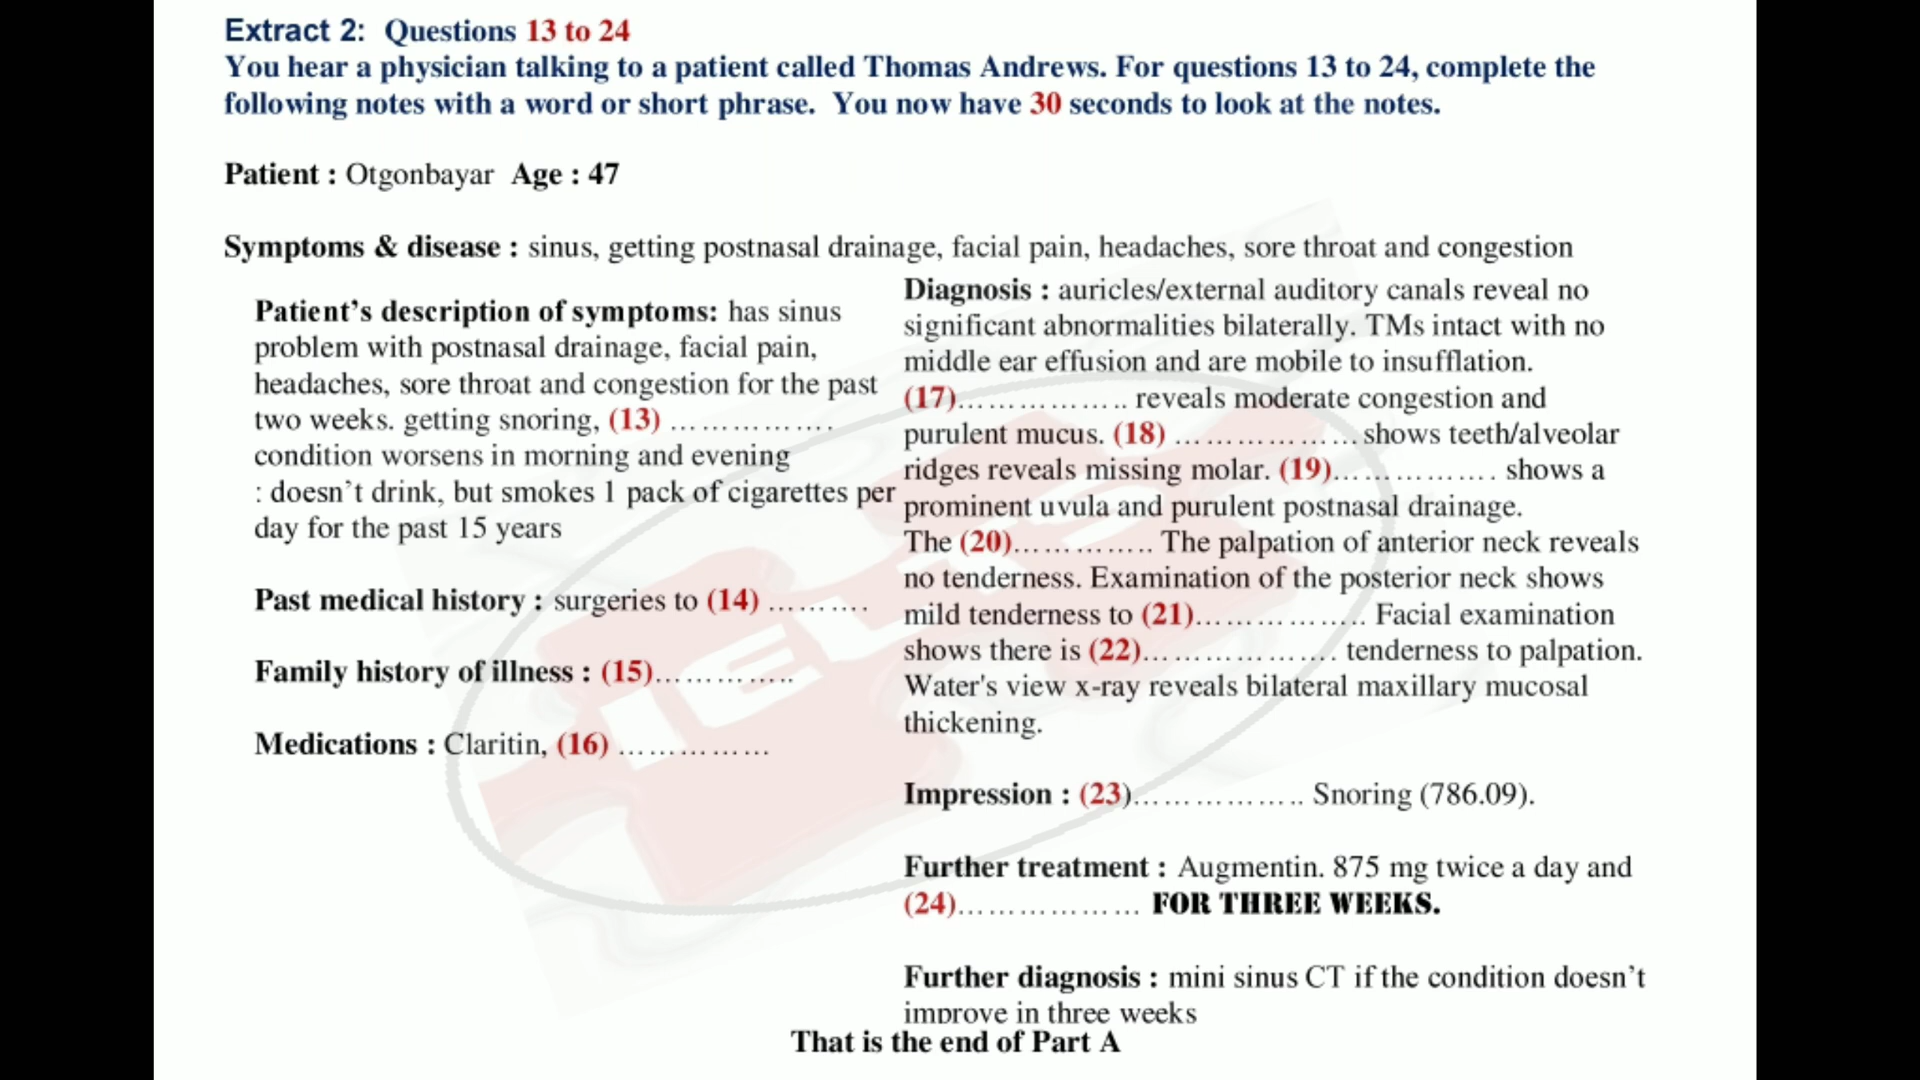 Extract 2: Questions 13 to 24
You hear a physician talking to a patient called Thomas Andrews. For questions 13 to 24, complete the
following notes with a word or short phrase. You now have 30 seconds to look at the notes.
Patient : Otgonbayar Age : 47
Symptoms & disease : sinus, getting postnasal drainage, facial pain, headaches, sore throat and congestion
Patient's description of symptoms: has sinus
problem with postnasal drainage, facial pain,
headaches, sore throat and congestion for the past
two weeks. getting snoring, (13) …………….
condition worsens in morning and evening
: doesn't drink, but smokes 1 pack of cigarettes per
day for the past 15 years
Past medical history : surgeries to (14) ……….
Family history of illness : (15)…………..
Medications : Claritin, (16) ……………
Diagnosis : auricles/external auditory canals reveal no
significant abnormalities bilaterally. TMs intact with no
middle ear effusion and are mobile to insufflation.
(17)…………….. reveals moderate congestion and
purulent mucus. (18) ……………… shows teeth/alveolar
ridges reveals missing molar. (19)……………. shows a
prominent uvula and purulent postnasal drainage.
The (20)………….. The palpation of anterior neck reveals
no tenderness. Examination of the posterior neck shows
mild tenderness to (21)…………….. Facial examination
shows there is (22)………………. tenderness to palpation.
Water's view x-ray reveals bilateral maxillary mucosal
thickening.
Impression : (23)…………….. Snoring (786.09).
Further treatment : Augmentin. 875 mg twice a day and
(24)……………… FOR THREE WEEKS.
Further diagnosis : mini sinus CT if the condition doesn't
improve in three weeks
That is the end of Part A
IELTS